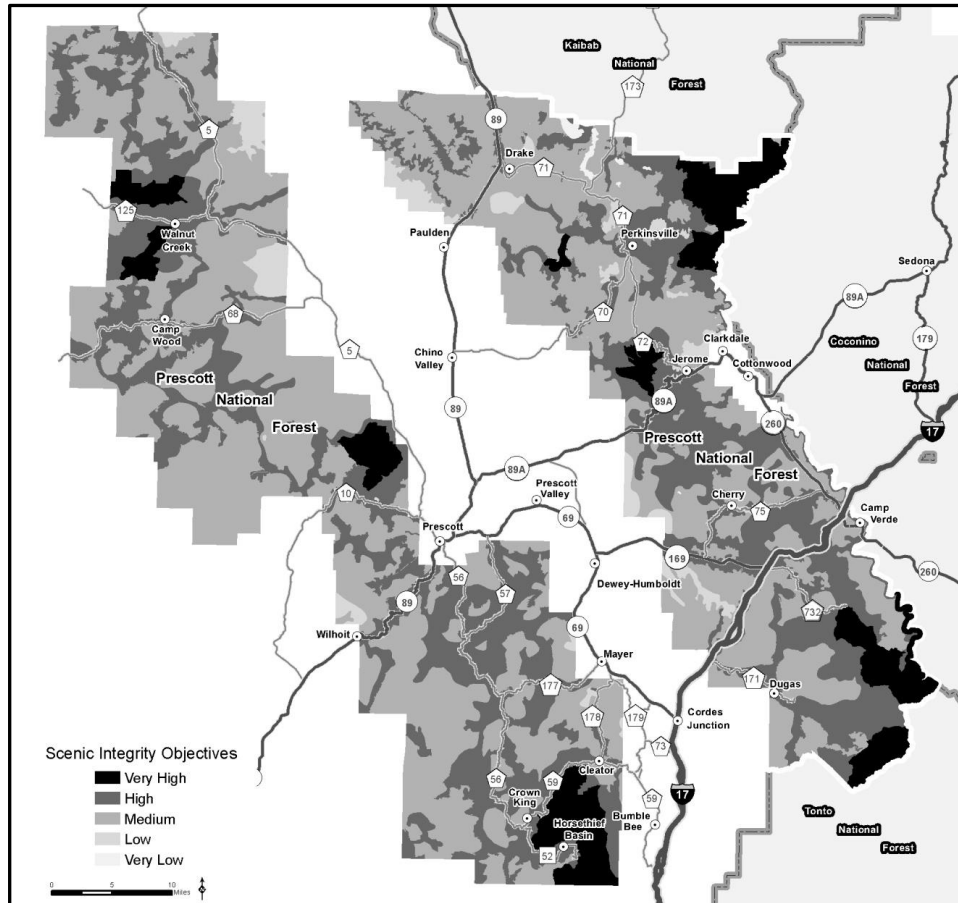 Kaibab
National
Forest
173
89
5
Drake
71
125
Walnut
Creek
71
Perkinsville
Paulden
Sedona
89A
68
Camp
Wood
70
179
5
72
Clarkdale
Coconino
National
Forest
Chino
Valley
Jerome
Cottonwood
Prescott
National
Forest
89
89A
260
17
Prescott
National
Forest
89A
10
Prescott
Valley
Cherry
75
Camp
Verde
69
Prescott
169
260
56
57
Dewey-Humboldt
89
732
Wilhoit
69
Mayer
177
171
Dugas
178
179
Cordes
Junction
73
Cleator
Scenic Integrity Objectives
Very High
High
Medium
Low
Very Low
56
59
17
Crown
King
59
Bumble
Bee
Horsethief
Basin
52
Tonto
National
Forest
0 5 10
Miles